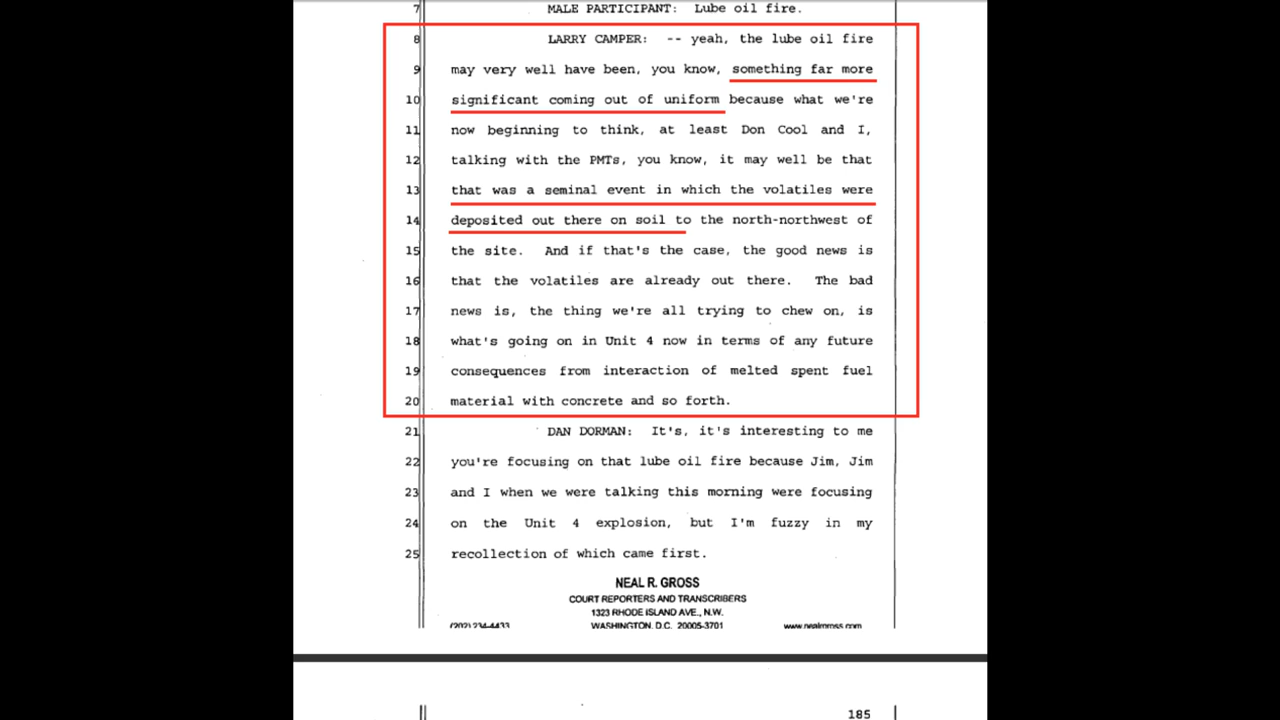 7 MALE PARTICIPANT: Lube oil fire.
8 LARRY CAMPER: -- yeah, the lube oil fire
9 may very well have been, you know, something far more
10 significant coming out of uniform because what we're
11 now beginning to think, at least Don Cool and I,
12 talking with the PMTs, you know, it may well be that
13 that was a seminal event in which the volatiles were
14 deposited out there on soil to the north-northwest of
15 the site. And if that's the case, the good news is
16 that the volatiles are already out there. The bad
17 news is, the thing we're all trying to chew on, is
18 what's going on in Unit 4 now in terms of any future
19 consequences from interaction of melted spent fuel
20 material with concrete and so forth.
21 DAN DORMAN: It's, it's interesting to me
22 you're focusing on that lube oil fire because Jim, Jim
23 and I when we were talking this morning were focusing
24 on the Unit 4 explosion, but I'm fuzzy in my
25 recollection of which came first.
NEAL R. GROSS
COURT REPORTERS AND TRANSCRIBERS
1323 RHODE ISLAND AVE., N.W.
(202) 234-4433 WASHINGTON, D.C. 20005-3701 www.nealrgross.com
185